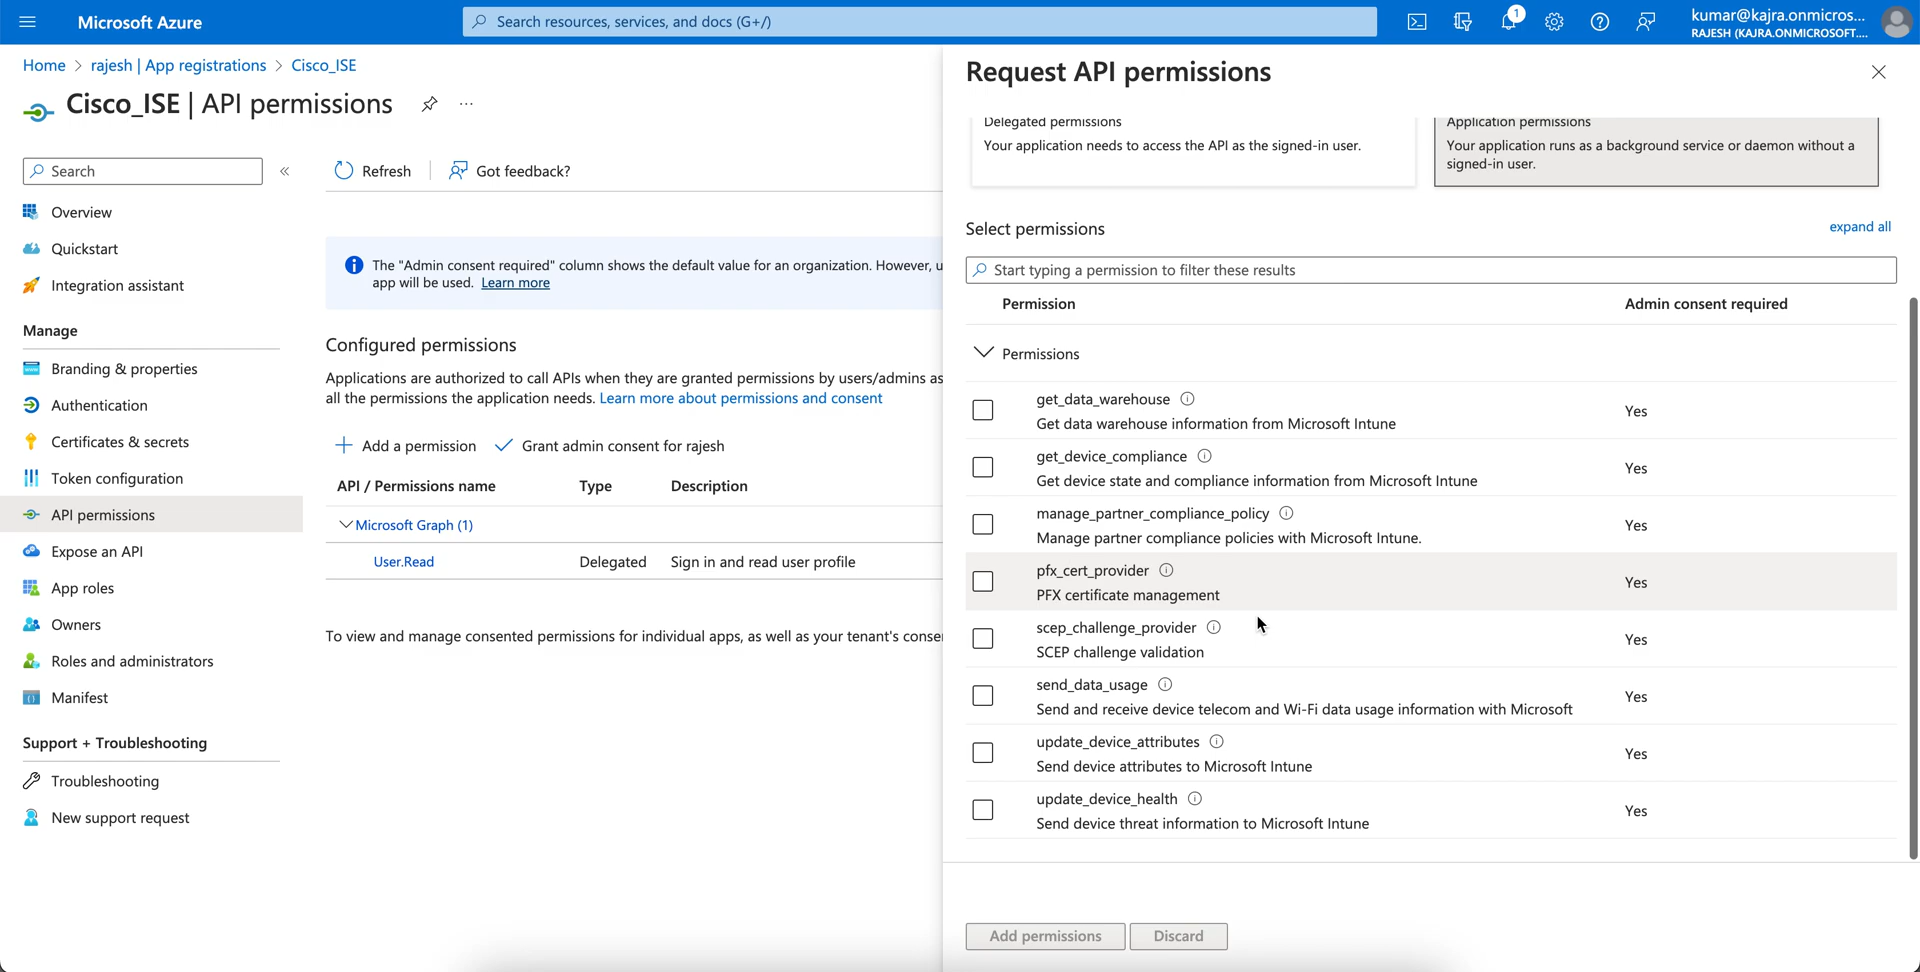 Microsoft Azure
Search resources, services, and docs (G+/)
1
kumar@kajra.onmicros...
RAJESH (KAJRA.ONMICROSOFT....
Home > rajesh | App registrations > Cisco_ISE
Cisco_ISE | API permissions
...
Search
«
Overview
Quickstart
Integration assistant
Manage
Branding & properties
Authentication
Certificates & secrets
Token configuration
API permissions
Expose an API
App roles
Owners
Roles and administrators
Manifest
Support + Troubleshooting
Troubleshooting
New support request
Refresh
Got feedback?
The "Admin consent required" column shows the default value for an organization. However, u
app will be used. Learn more
Configured permissions
Applications are authorized to call APIs when they are granted permissions by users/admins as
all the permissions the application needs. Learn more about permissions and consent
Add a permission
Grant admin consent for rajesh
API / Permissions name Type Description
Microsoft Graph (1)
User.Read Delegated Sign in and read user profile
To view and manage consented permissions for individual apps, as well as your tenant's conse
Request API permissions
Delegated permissions
Your application needs to access the API as the signed-in user.
Application permissions
Your application runs as a background service or daemon without a
signed-in user.
Select permissions
expand all
Start typing a permission to filter these results
Permission Admin consent required
Permissions
get_data_warehouse
Get data warehouse information from Microsoft Intune
Yes
get_device_compliance
Get device state and compliance information from Microsoft Intune
Yes
manage_partner_compliance_policy
Manage partner compliance policies with Microsoft Intune.
Yes
pfx_cert_provider
PFX certificate management
Yes
scep_challenge_provider
SCEP challenge validation
Yes
send_data_usage
Send and receive device telecom and Wi-Fi data usage information with Microsoft
Yes
update_device_attributes
Send device attributes to Microsoft Intune
Yes
update_device_health
Send device threat information to Microsoft Intune
Yes
Add permissions
Discard